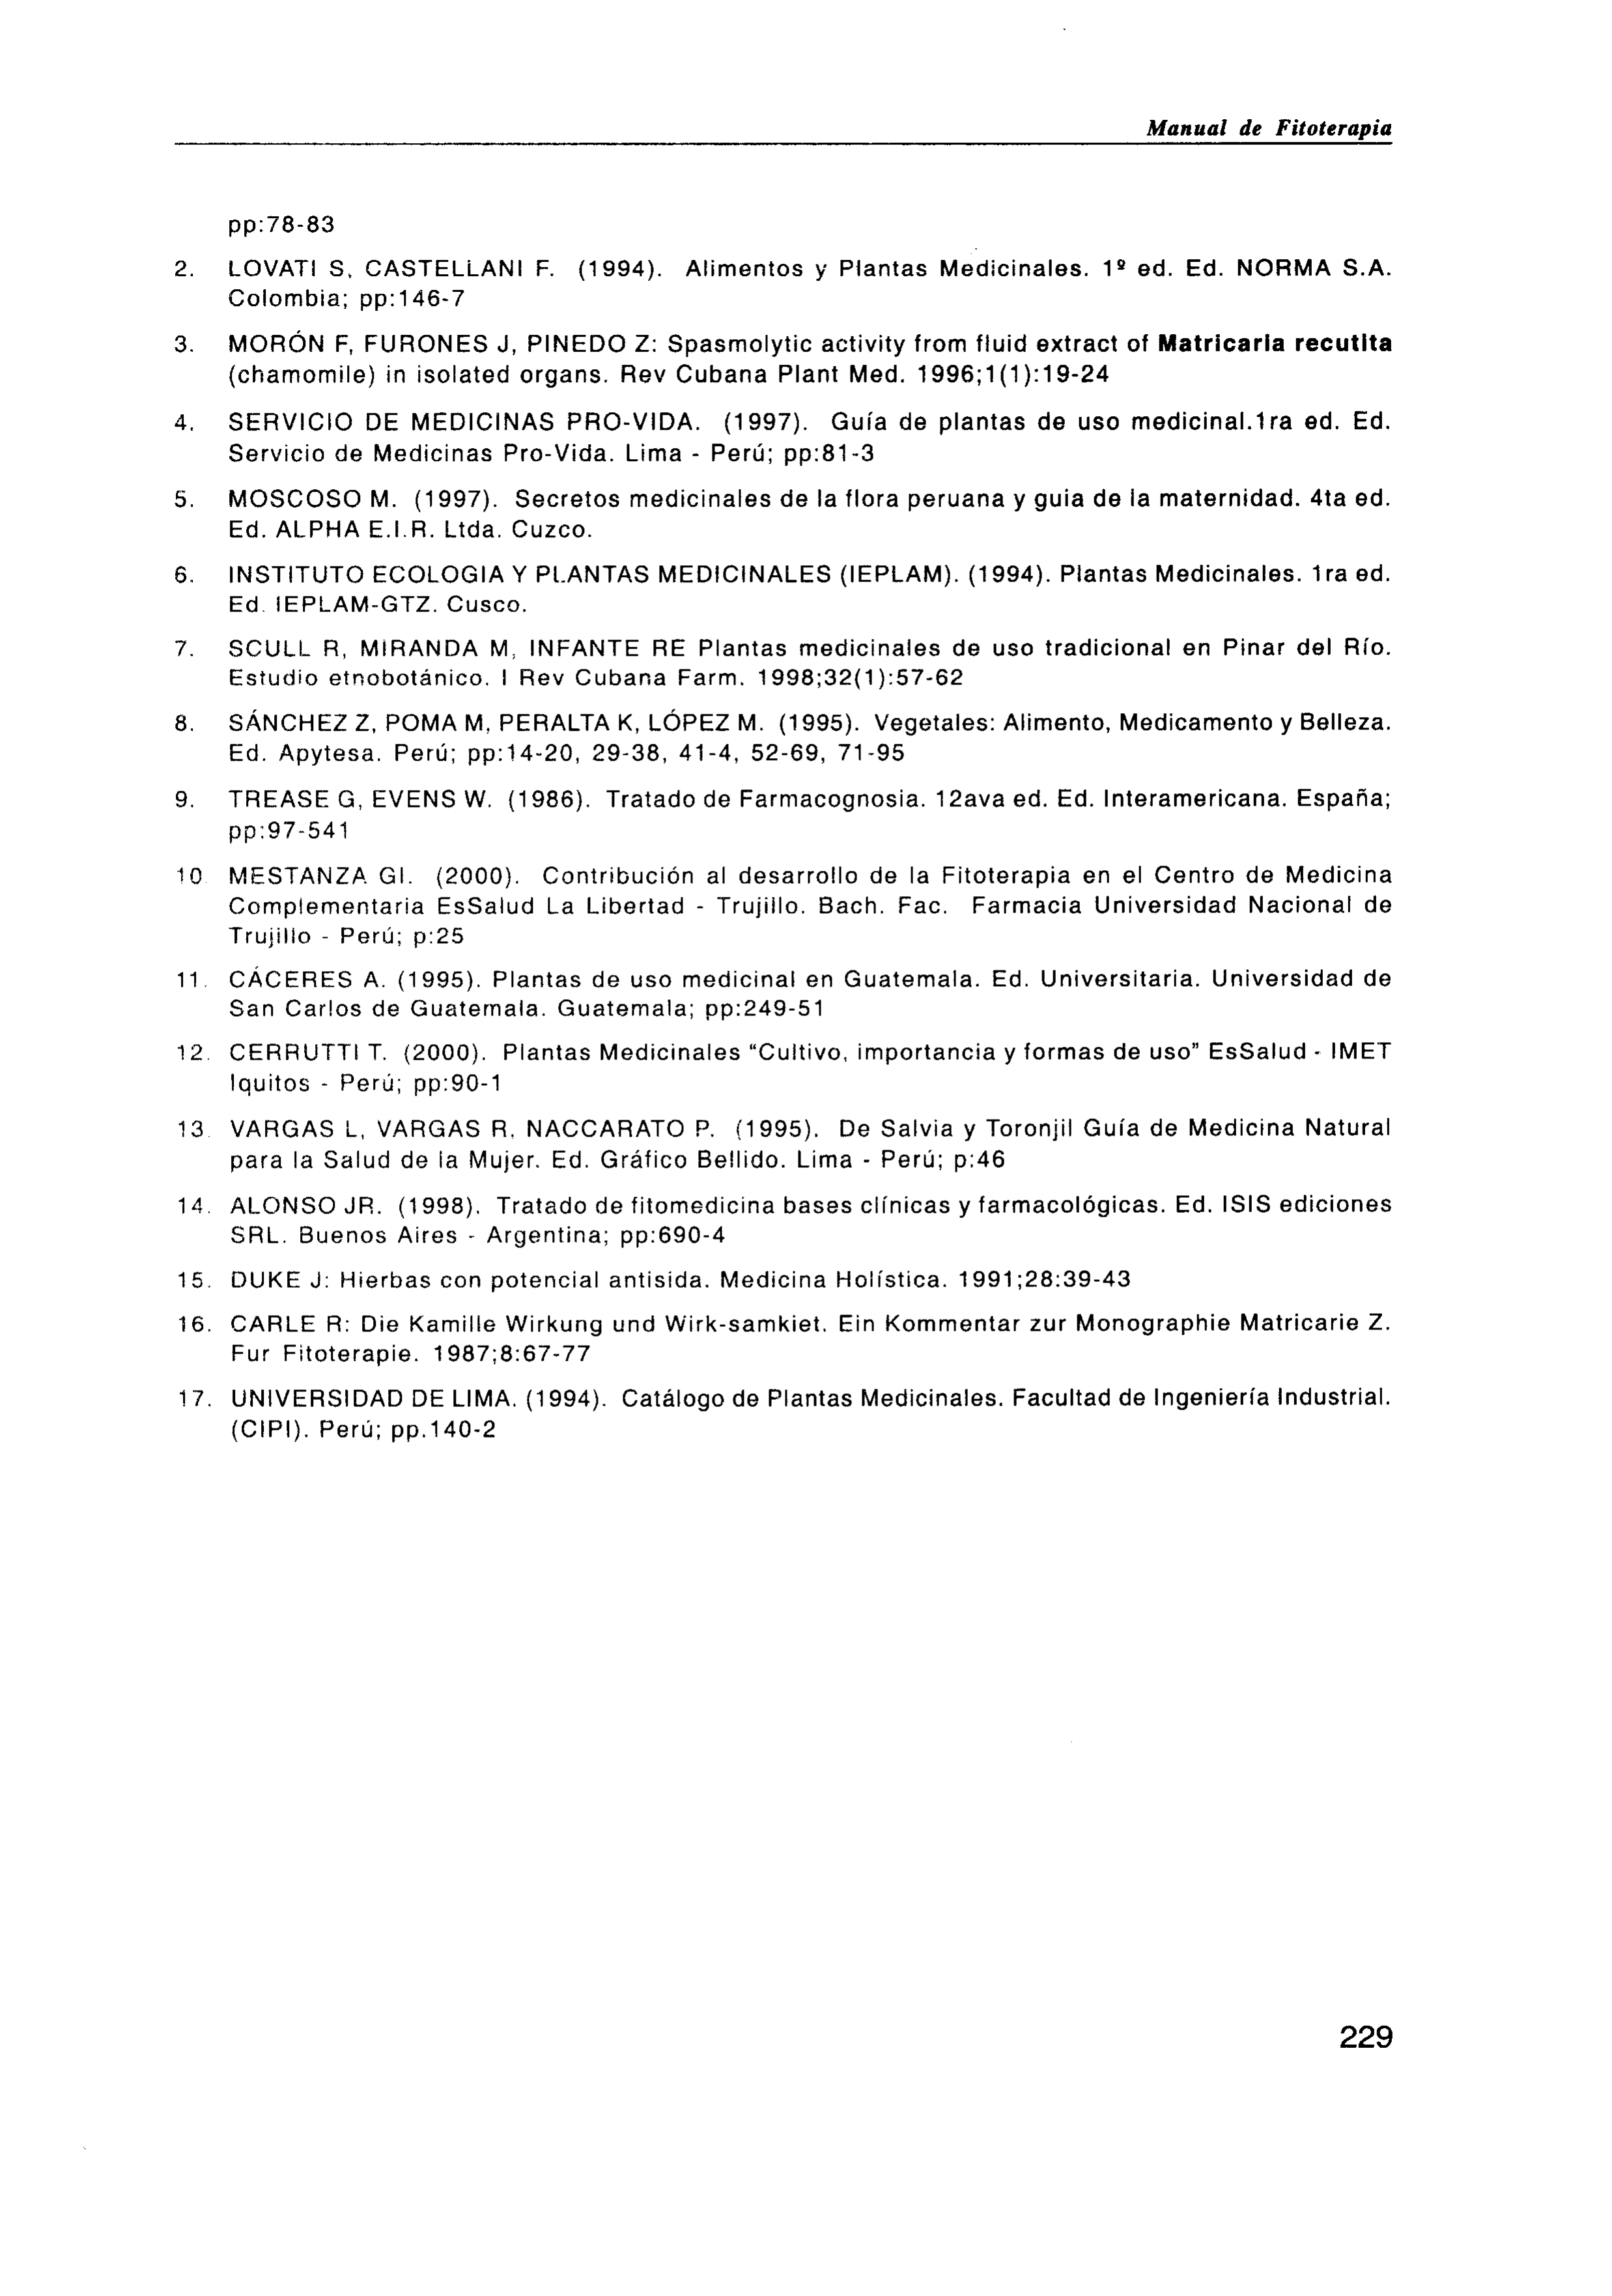 Manual de Fitoterapia
pp:78-83
2. LOVATI S, CASTELLANI F. (1994). Alimentos y Plantas Medicinales. 1º ed. Ed. NORMA S.A.
Colombia; pp:146-7
3. MORÓN F, FURONES J, PINEDO Z: Spasmolytic activity from fluid extract of Matricaria recutita
(chamomile) in isolated organs. Rev Cubana Plant Med. 1996;1(1):19-24
4. SERVICIO DE MEDICINAS PRO-VIDA. (1997). Guía de plantas de uso medicinal.1ra ed. Ed.
Servicio de Medicinas Pro-Vida. Lima - Perú; pp:81-3
5. MOSCOSO M. (1997). Secretos medicinales de la flora peruana y guia de la maternidad. 4ta ed.
Ed. ALPHA E.I.R. Ltda. Cuzco.
6. INSTITUTO ECOLOGIA Y PLANTAS MEDICINALES (IEPLAM). (1994). Plantas Medicinales. 1ra ed.
Ed. IEPLAM-GTZ. Cusco.
7. SCULL R, MIRANDA M, INFANTE RE Plantas medicinales de uso tradicional en Pinar del Río.
Estudio etnobotánico. I Rev Cubana Farm. 1998;32(1):57-62
8. SÁNCHEZ Z, POMA M, PERALTA K, LÓPEZ M. (1995). Vegetales: Alimento, Medicamento y Belleza.
Ed. Apytesa. Perú; pp:14-20, 29-38, 41-4, 52-69, 71-95
9. TREASE G, EVENS W. (1986). Tratado de Farmacognosia. 12ava ed. Ed. Interamericana. España;
pp:97-541
10 MESTANZA GI. (2000). Contribución al desarrollo de la Fitoterapia en el Centro de Medicina
Complementaria EsSalud La Libertad - Trujillo. Bach. Fac. Farmacia Universidad Nacional de
Trujillo - Perú; p:25
11. CÁCERES A. (1995). Plantas de uso medicinal en Guatemala. Ed. Universitaria. Universidad de
San Carlos de Guatemala. Guatemala; pp:249-51
12. CERRUTTI T. (2000). Plantas Medicinales "Cultivo, importancia y formas de uso" EsSalud - IMET
Iquitos - Perú; pp:90-1
13. VARGAS L, VARGAS R, NACCARATO P. (1995). De Salvia y Toronjil Guía de Medicina Natural
para la Salud de la Mujer. Ed. Gráfico Bellido. Lima - Perú; p:46
14. ALONSO JR. (1998). Tratado de fitomedicina bases clínicas y farmacológicas. Ed. ISIS ediciones
SRL. Buenos Aires - Argentina; pp:690-4
15. DUKE J: Hierbas con potencial antisida. Medicina Holística. 1991;28:39-43
16. CARLE R: Die Kamille Wirkung und Wirk-samkiet. Ein Kommentar zur Monographie Matricarie Z.
Fur Fitoterapie. 1987;8:67-77
17. UNIVERSIDAD DE LIMA. (1994). Catálogo de Plantas Medicinales. Facultad de Ingeniería Industrial.
(CIPI). Perú; pp.140-2
229